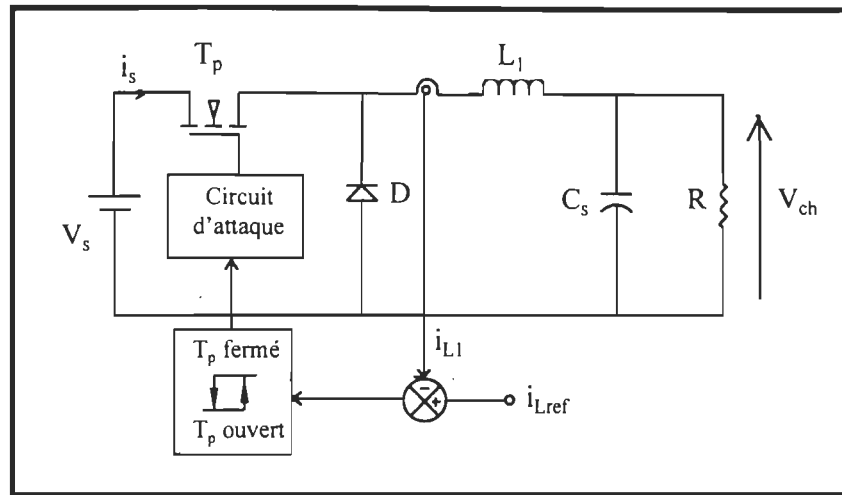 T_p
L_1
i_s
Circuit
d'attaque
D
C_s
R
V_ch
V_s
i_L1
T_p fermé
T_p ouvert
- +
i_Lref